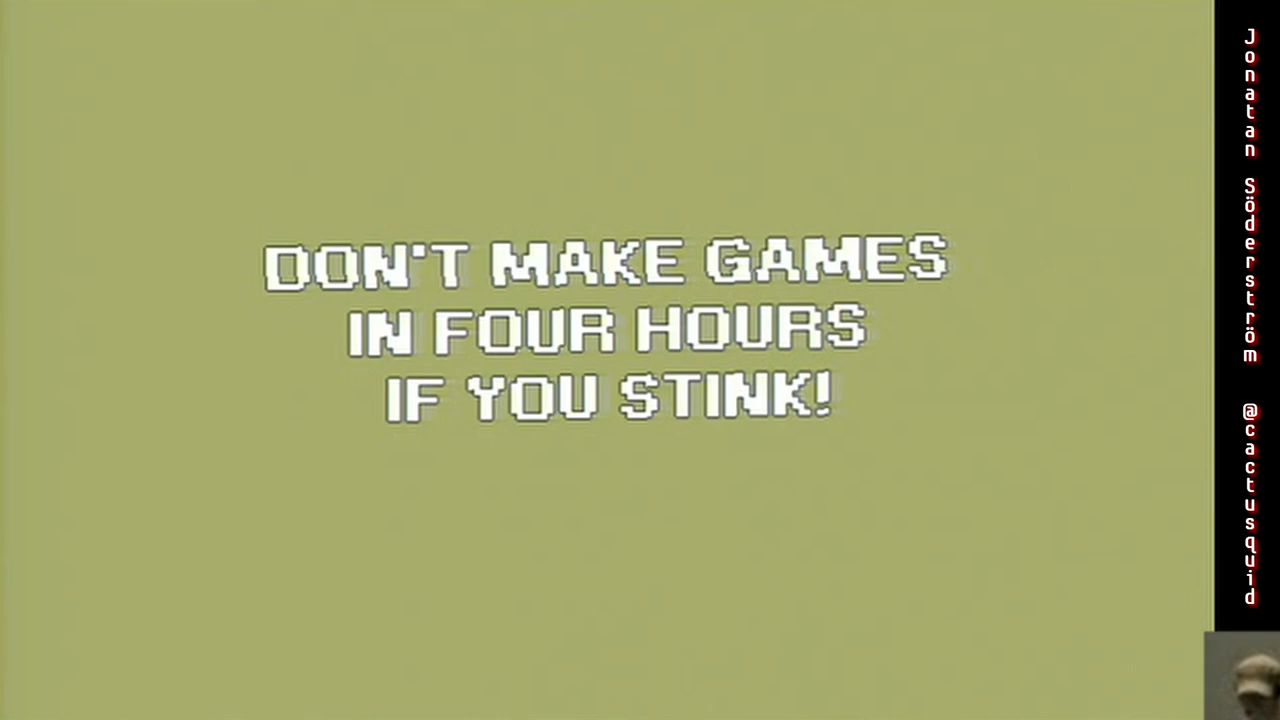 DON'T MAKE GAMES
IN FOUR HOURS
IF YOU STINK!
Jonatan Söderström @cactusquid